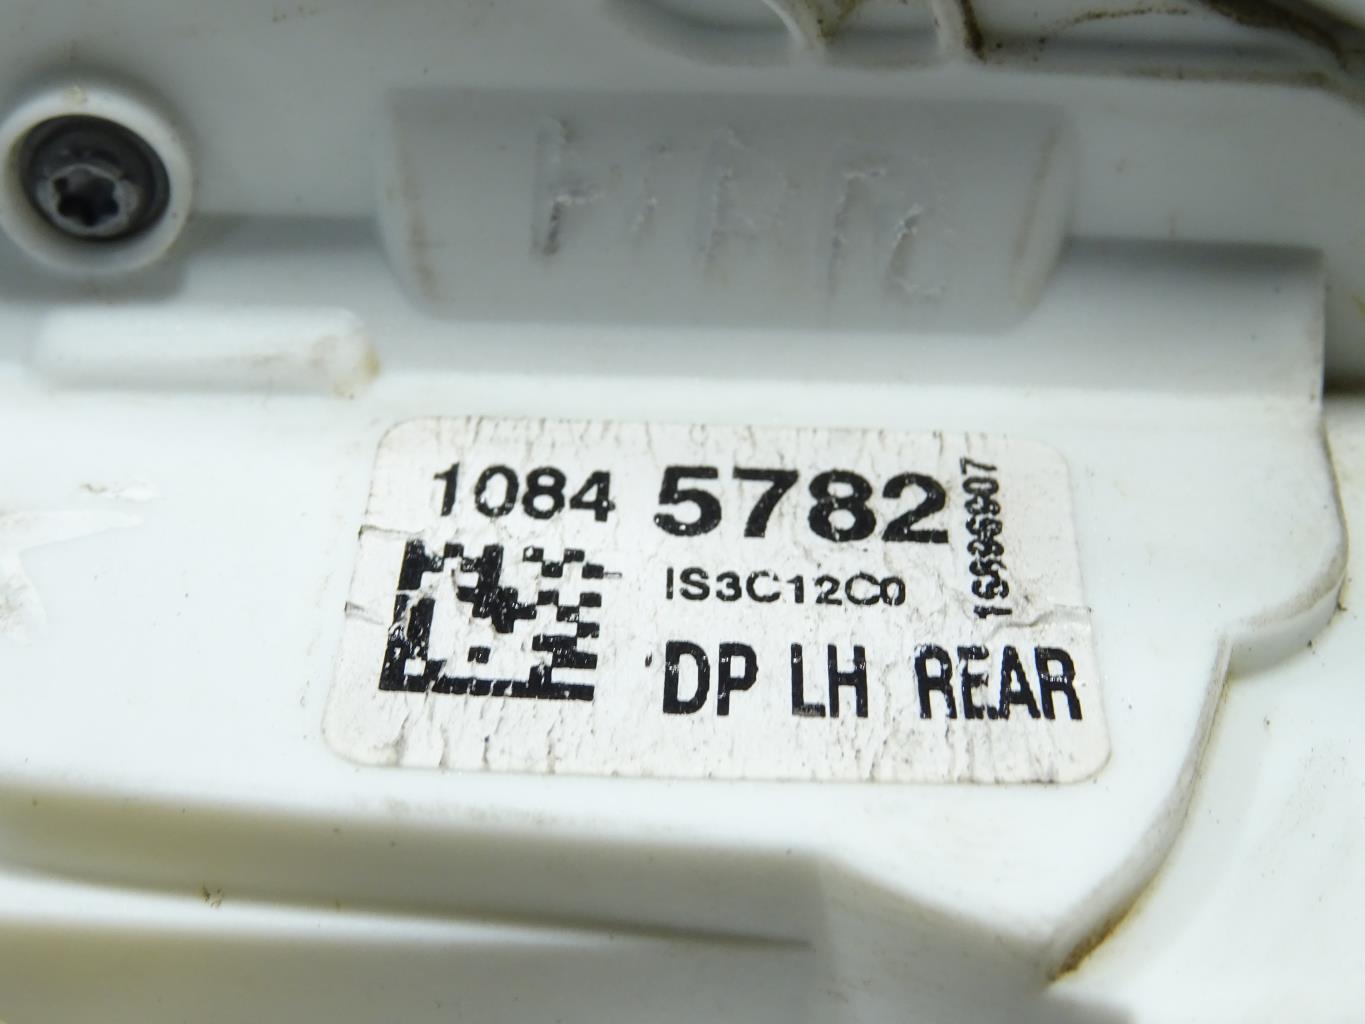 1084 5782
IS3C12C0
DP LH REAR